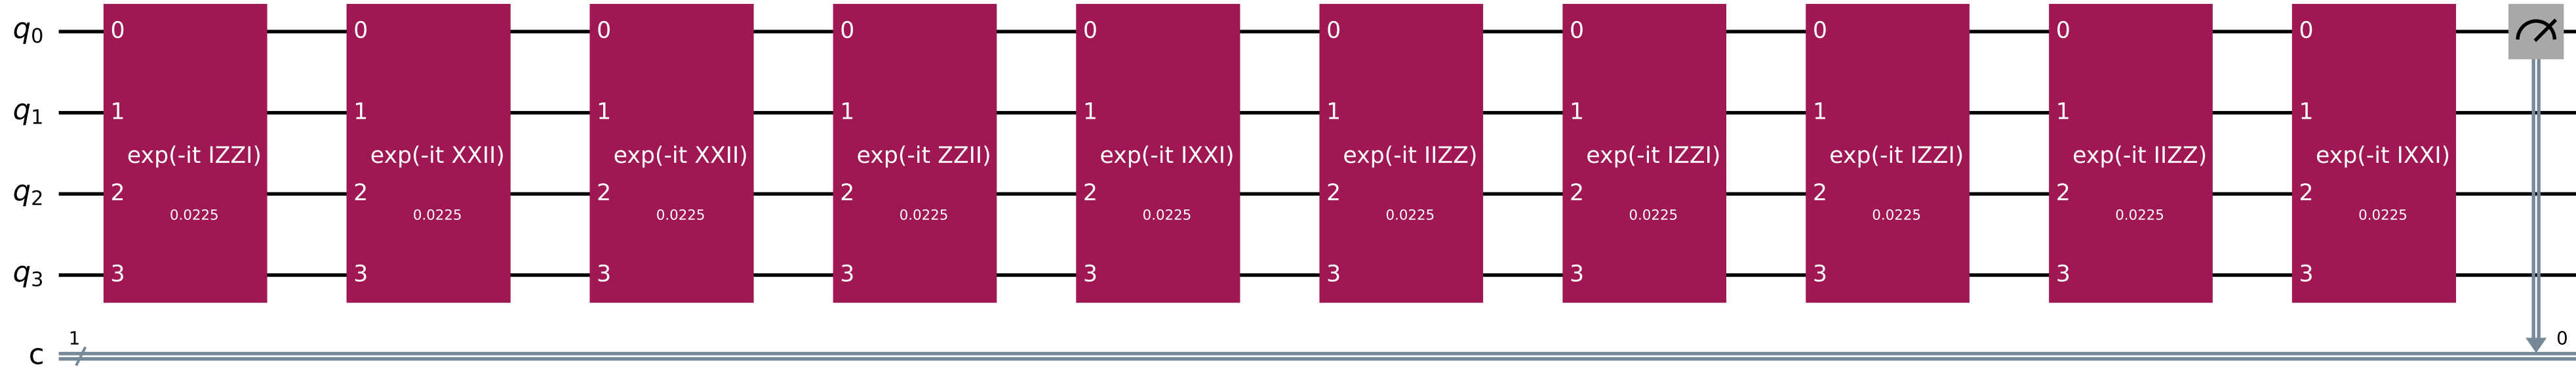 q0 0 0 0 0 0 0 0 0 0 0
q1 1 1 1 1 1 1 1 1 1 1
exp(-it IZZI) exp(-it XXII) exp(-it XXII) exp(-it ZZII) exp(-it IXXI) exp(-it IIZZ) exp(-it IZZI) exp(-it IZZI) exp(-it IIZZ) exp(-it IXXI)
q2 2 2 2 2 2 2 2 2 2 2
0.0225 0.0225 0.0225 0.0225 0.0225 0.0225 0.0225 0.0225 0.0225 0.0225
q3 3 3 3 3 3 3 3 3 3 3
1 0
c